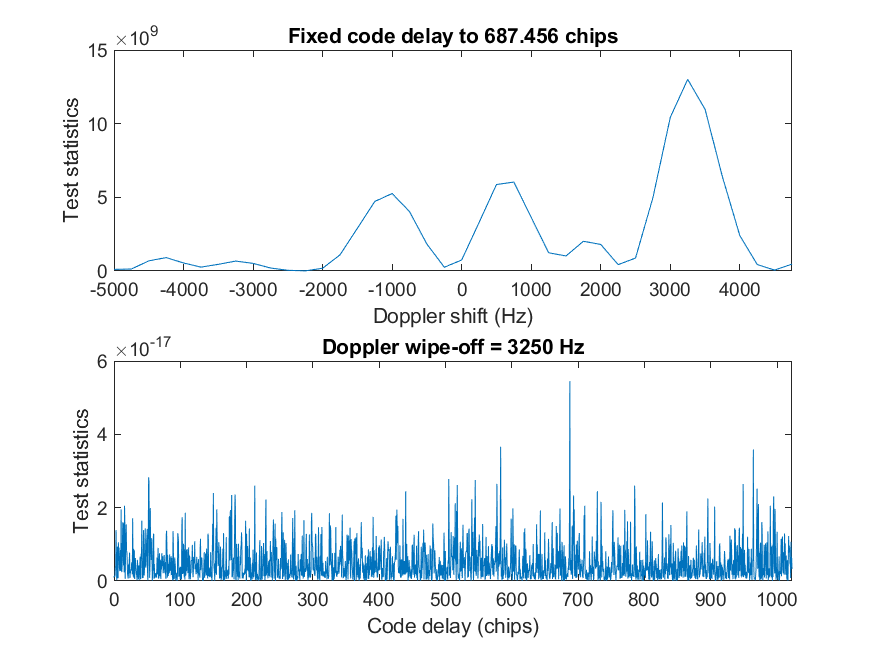 ×10^9
Fixed code delay to 687.456 chips
15
10
5
0
Test statistics
-5000 -4000 -3000 -2000 -1000 0 1000 2000 3000 4000
Doppler shift (Hz)
×10^-17
Doppler wipe-off = 3250 Hz
6
4
2
0
Test statistics
0 100 200 300 400 500 600 700 800 900 1000
Code delay (chips)